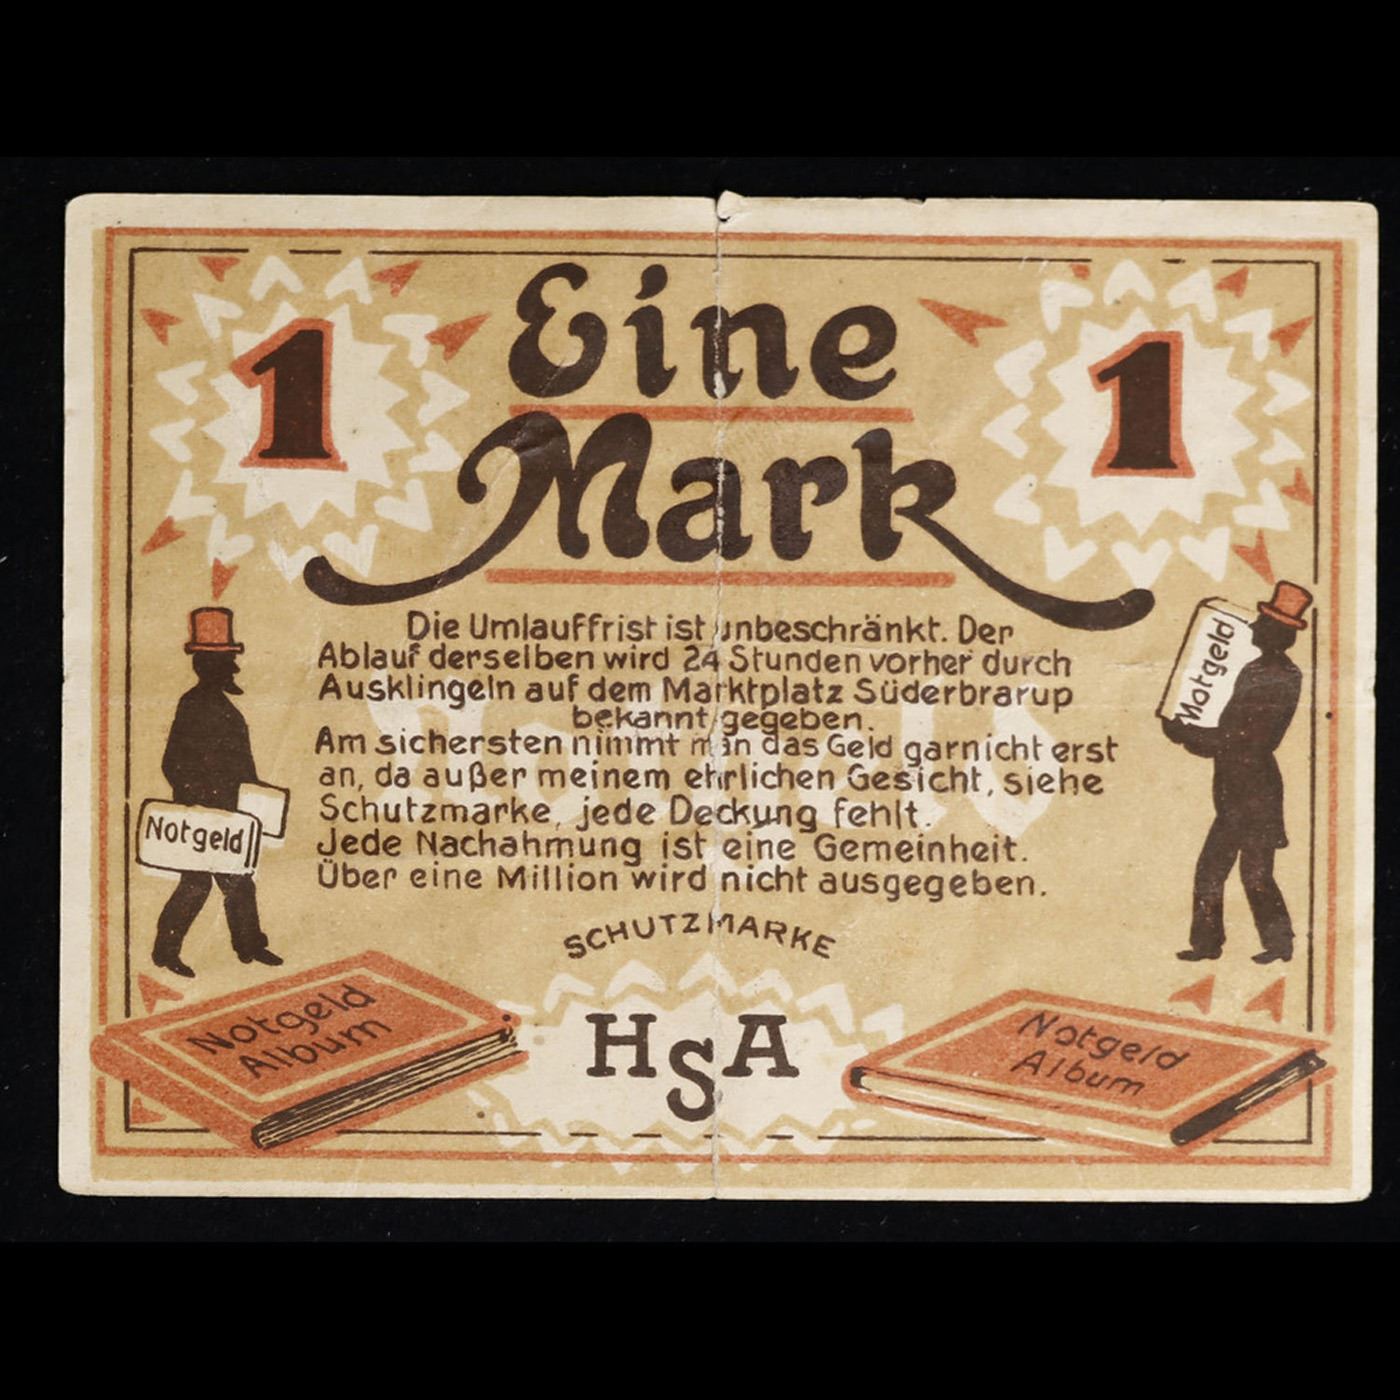 1
Eine
1
Mark
Die Umlauffrist ist unbeschränkt. Der
Ablauf derselben wird 24 Stunden vorher durch
Ausklingeln auf dem Marktplatz Süderbrarup
bekannt gegeben.
Am sichersten nimmt man das Geld garnicht erst
an, da außer meinem ehrlichen Gesicht, siehe
Schutzmarke, jede Deckung fehlt.
Jede Nachahmung ist eine Gemeinheit.
Über eine Million wird nicht ausgegeben.
Notgeld
Notgeld
SCHUTZMARKE
HSA
Notgeld
Album
Notgeld
Album